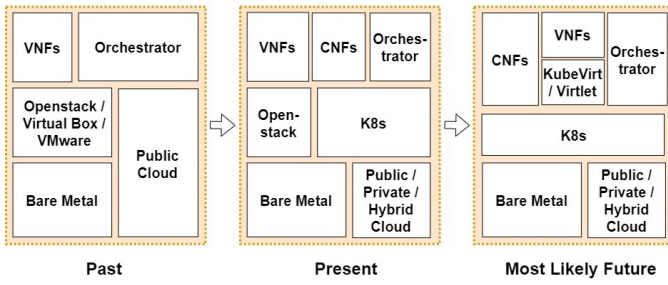 VNFs
Orchestrator
Openstack /
Virtual Box /
VMware
Public
Cloud
Bare Metal
Past
VNFs
CNFs
Orches-
trator
Open-
stack
K8s
Bare Metal
Public /
Private /
Hybrid
Cloud
Present
CNFs
VNFs
KubeVirt
/ Virtlet
Orches-
trator
K8s
Bare Metal
Public /
Private /
Hybrid
Cloud
Most Likely Future